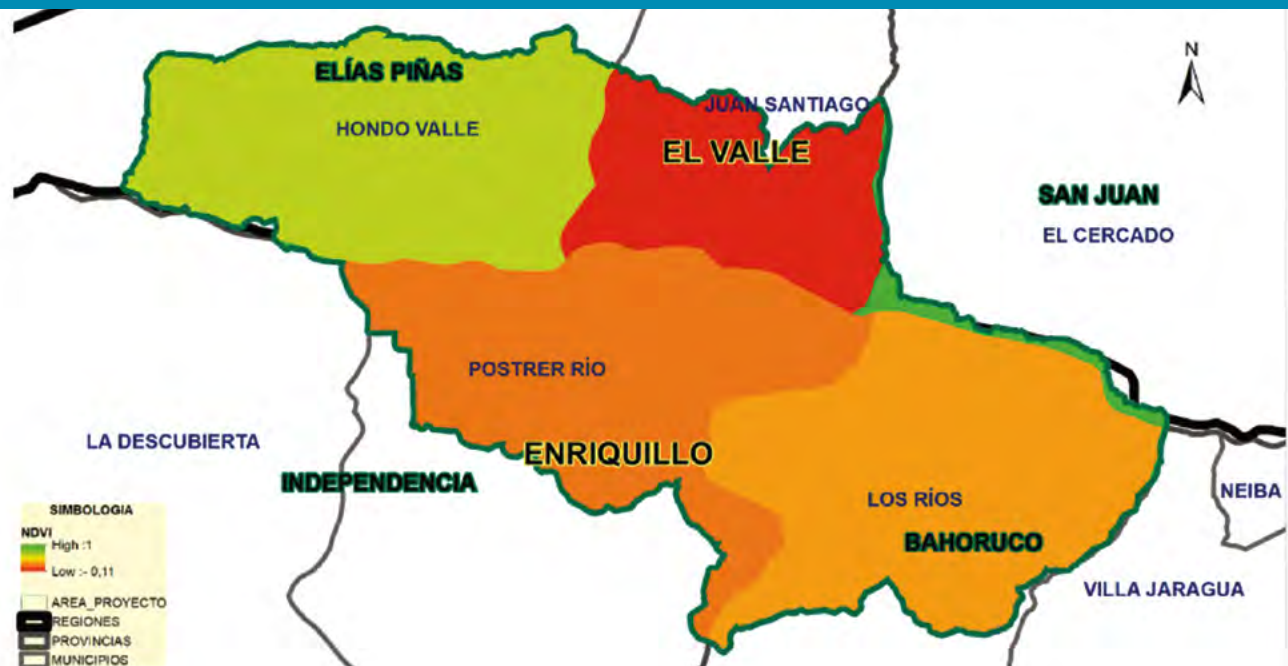 N
ELÍAS PIÑAS
JUAN SANTIAGO
HONDO VALLE
EL VALLE
SAN JUAN
EL CERCADO
POSTRER RÍO
LA DESCUBIERTA
ENRIQUILLO
INDEPENDENCIA
NEIBA
LOS RÍOS
BAHORUCO
VILLA JARAGUA
SIMBOLOGIA
NDVI
High :1
Low :- 0,11
AREA_PROYECTO
REGIONES
PROVINCIAS
MUNICIPIOS